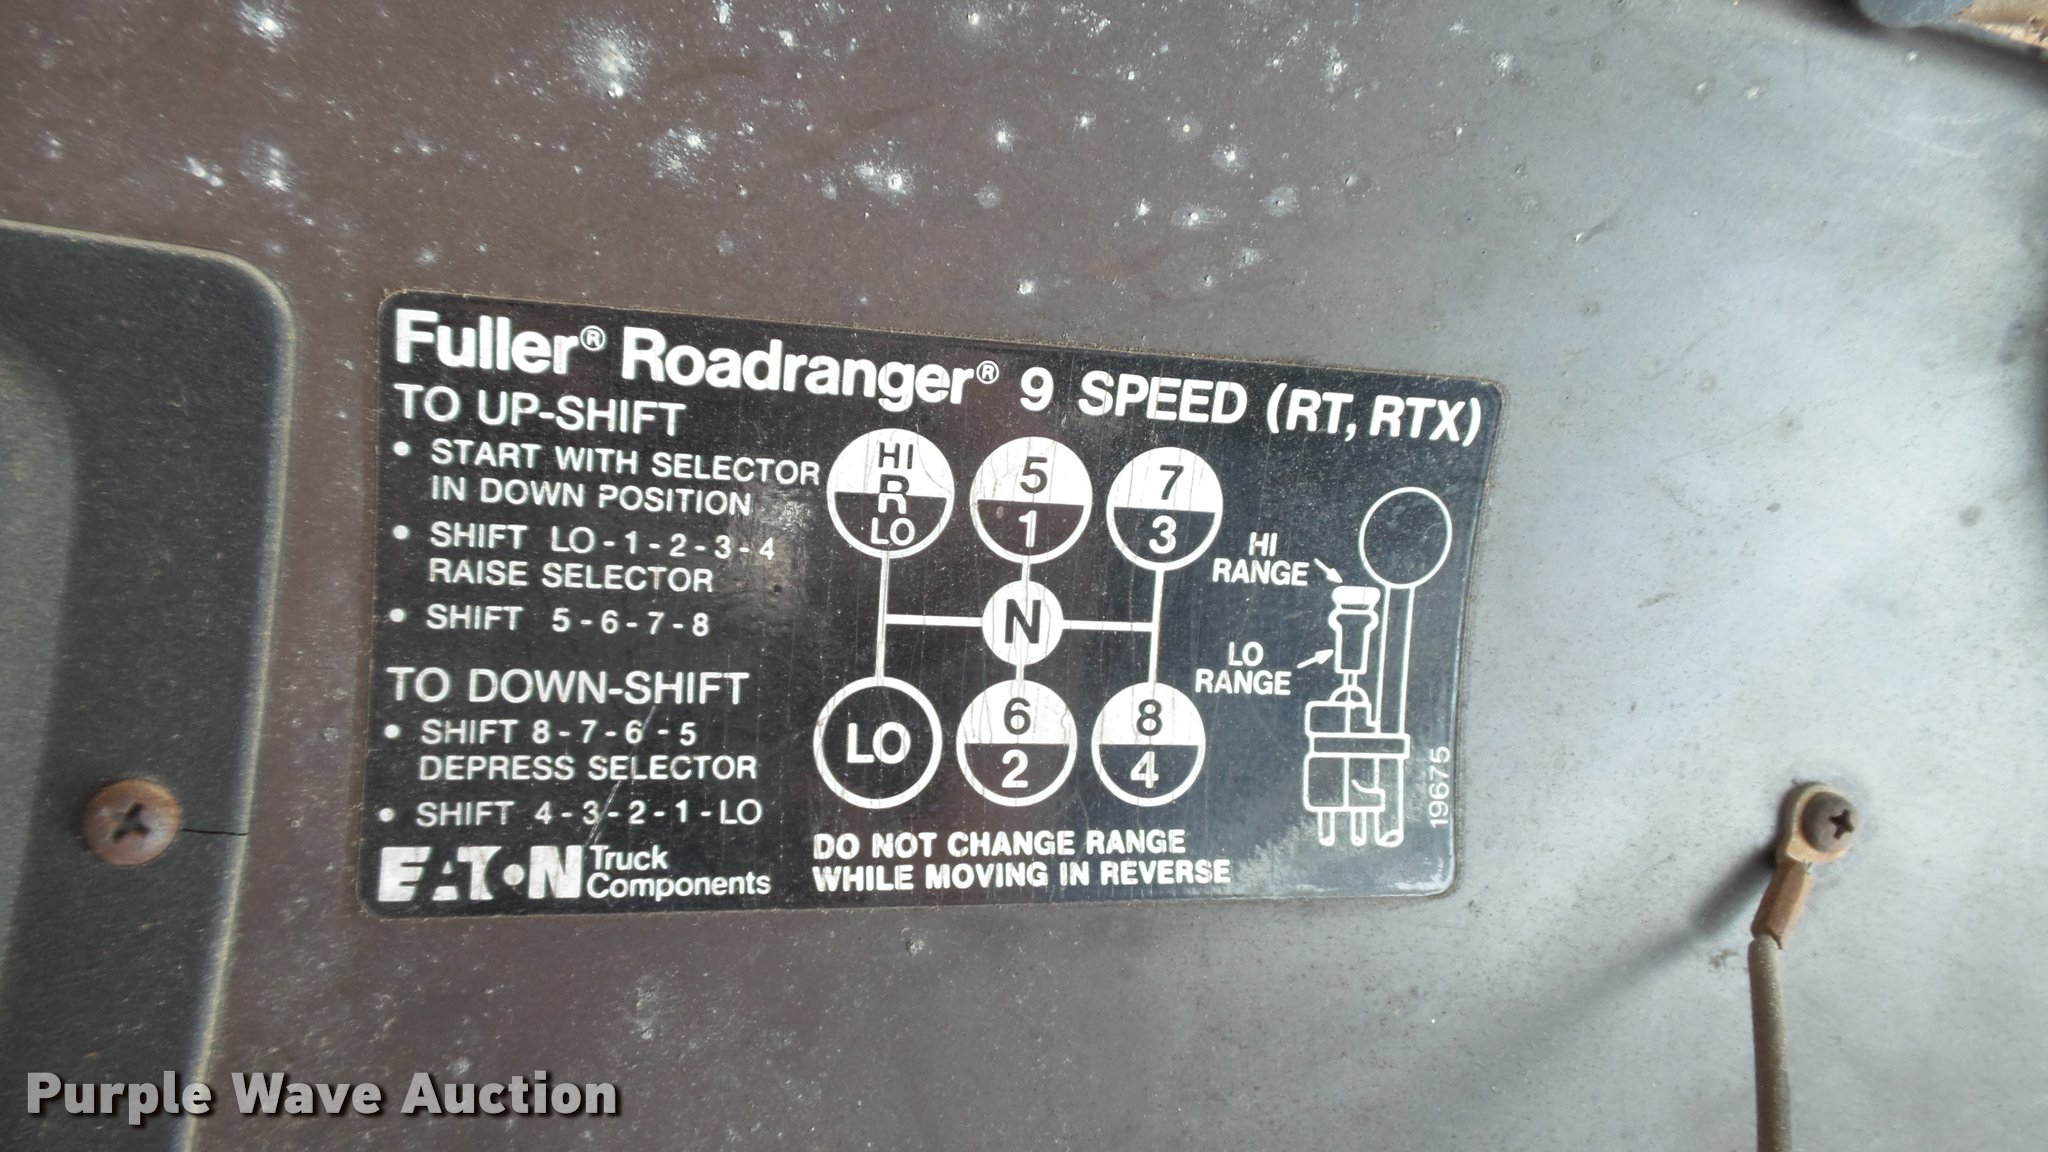 Fuller® Roadranger® 9 SPEED (RT, RTX)
TO UP-SHIFT
• START WITH SELECTOR
IN DOWN POSITION
• SHIFT LO-1-2-3-4
RAISE SELECTOR
• SHIFT 5-6-7-8
TO DOWN-SHIFT
• SHIFT 8-7-6-5
DEPRESS SELECTOR
• SHIFT 4-3-2-1-LO
EATON Truck
Components
HI
R
LO
5
1
7
3
N
LO
6
2
8
4
HI
RANGE
LO
RANGE
DO NOT CHANGE RANGE
WHILE MOVING IN REVERSE
19675
Purple Wave Auction